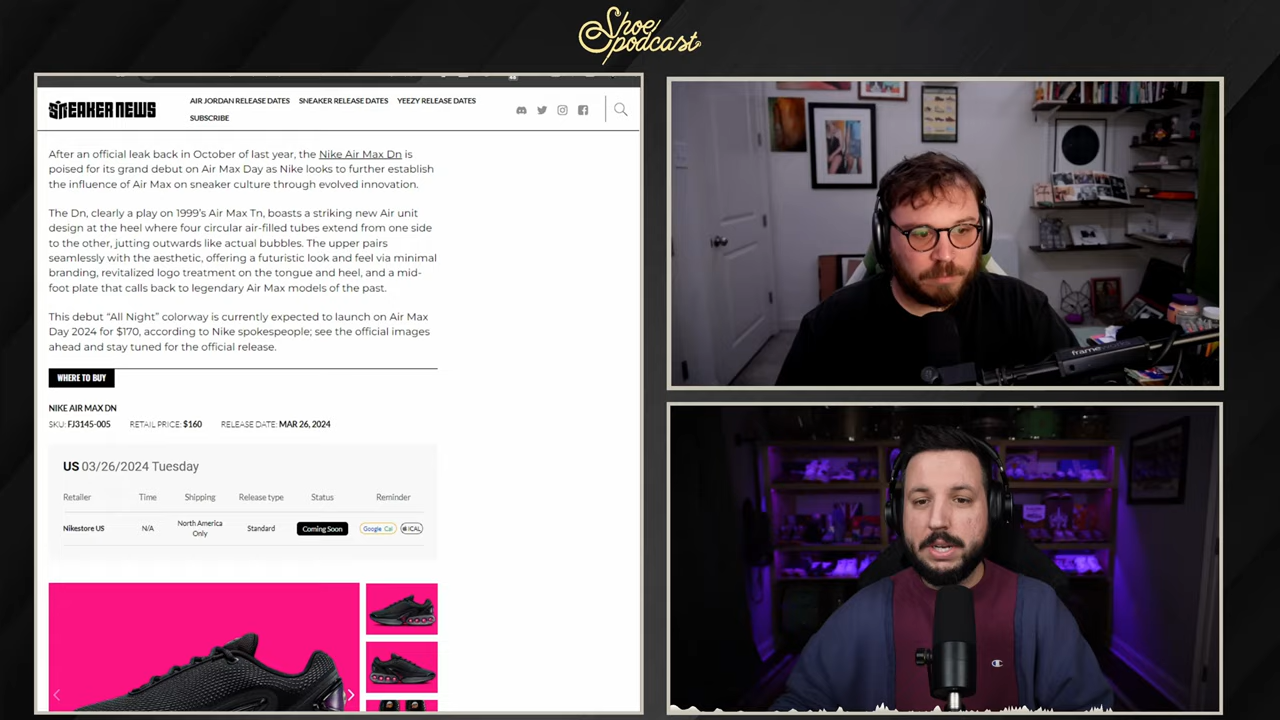 Shoe
podcast
SNEAKER NEWS
AIR JORDAN RELEASE DATES SNEAKER RELEASE DATES YEEZY RELEASE DATES
SUBSCRIBE
After an official leak back in October of last year, the Nike Air Max Dn is
poised for its grand debut on Air Max Day as Nike looks to further establish
the influence of Air Max on sneaker culture through evolved innovation.
The Dn, clearly a play on 1999's Air Max Tn, boasts a striking new Air unit
design at the heel where four circular air-filled tubes extend from one side
to the other, jutting outwards like actual bubbles. The upper pairs
seamlessly with the aesthetic, offering a futuristic look and feel via minimal
branding, revitalized logo treatment on the tongue and heel, and a mid-
foot plate that calls back to legendary Air Max models of the past.
This debut “All Night” colorway is currently expected to launch on Air Max
Day 2024 for $170, according to Nike spokespeople; see the official images
ahead and stay tuned for the official release.
WHERE TO BUY
NIKE AIR MAX DN
SKU: FJ3145-005 RETAIL PRICE: $160 RELEASE DATE: MAR 26, 2024
US 03/26/2024 Tuesday
Retailer Time Shipping Release type Status Reminder
Nikestore US N/A North America Only Standard Coming Soon Google Cal ICAL
frameworks